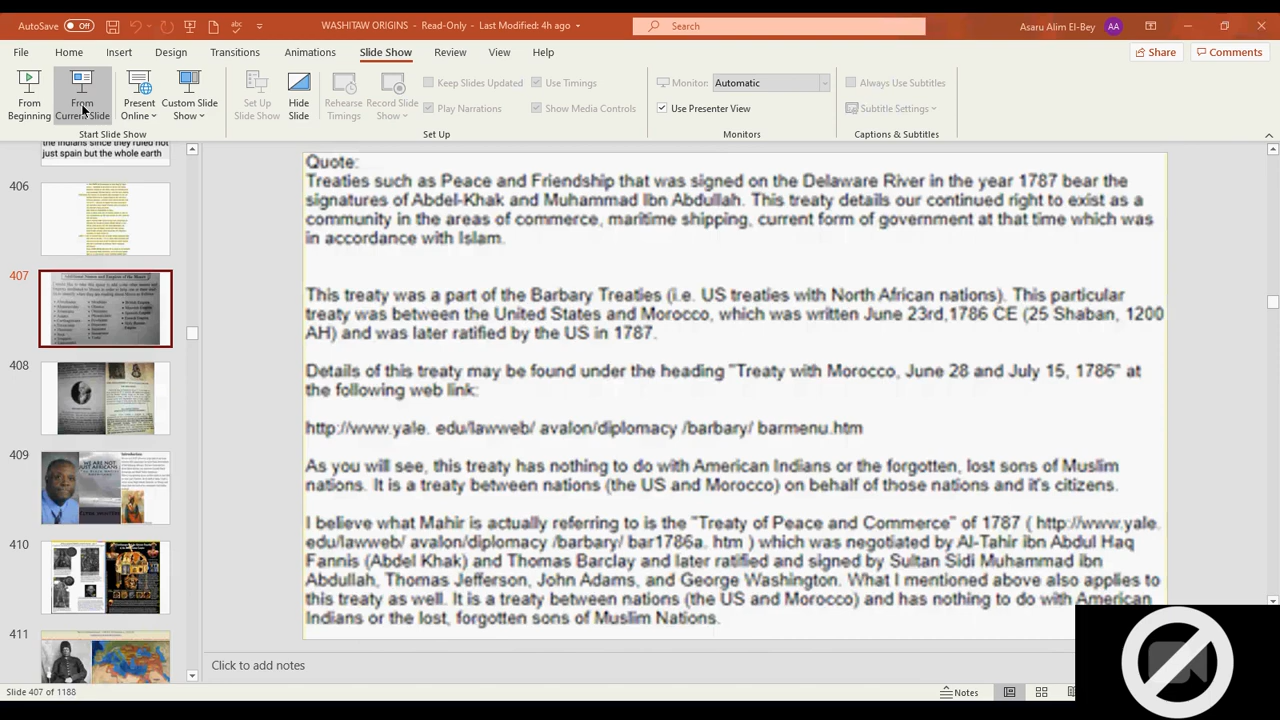 AutoSave Off
WASHITAW ORIGINS - Read-Only - Last Modified: 4h ago
Search
Asaru Alim El-Bey AA
File Home Insert Design Transitions Animations Slide Show Review View Help
Share Comments
From Beginning
From Current Slide
Present Online
Custom Slide Show
Start Slide Show
Set Up Slide Show
Hide Slide
Rehearse Timings
Record Slide Show
Keep Slides Updated
Play Narrations
Use Timings
Show Media Controls
Set Up
Monitor: Automatic
Use Presenter View
Monitors
Always Use Subtitles
Subtitle Settings
Captions & Subtitles
the Indians since they ruled not
just spain but the whole earth
406
407
408
409
WE ARE NOT
JUST AFRICANS
410
411
Quote:
Treaties such as Peace and Friendship that was signed on the Delaware River in the year 1787 bear the
signatures of Abdel-Khak and Muhammad Ibn Abdullah. This treaty details our continued right to exist as a
community in the areas of commerce, maritime shipping, current form of government at that time which was
in accordance with Islam.
This treaty was a part of the Barbary Treaties (i.e. US treaties with north African nations). This particular
treaty was between the United States and Morocco, which was written June 23rd,1786 CE (25 Shaban, 1200
AH) and was later ratified by the US in 1787.
Details of this treaty may be found under the heading "Treaty with Morocco, June 28 and July 15, 1786" at
the following web link:
http://www.yale. edu/lawweb/ avalon/diplomacy /barbary/ barmenu.htm
As you will see, this treaty has nothing to do with American Indians or the forgotten, lost sons of Muslim
nations. It is a treaty between nations (the US and Morocco) on behalf of those nations and it's citizens.
I believe what Mahir is actually referring to is the "Treaty of Peace and Commerce" of 1787 ( http://www.yale.
edu/lawweb/ avalon/diplomacy /barbary/ bar1786a. htm ) which was negotiated by Al-Tahir ibn Abdul Haq
Fannis (Abdel Khak) and Thomas Barclay and later ratified and signed by Sultan Sidi Muhammad ibn
Abdullah, Thomas Jefferson, John Adams, and George Washington. What I mentioned above also applies to
this treaty as well. It is a treaty between nations (the US and Morocco) and has nothing to do with American
Indians or the lost, forgotten sons of Muslim Nations.
Click to add notes
Slide 407 of 1188
Notes